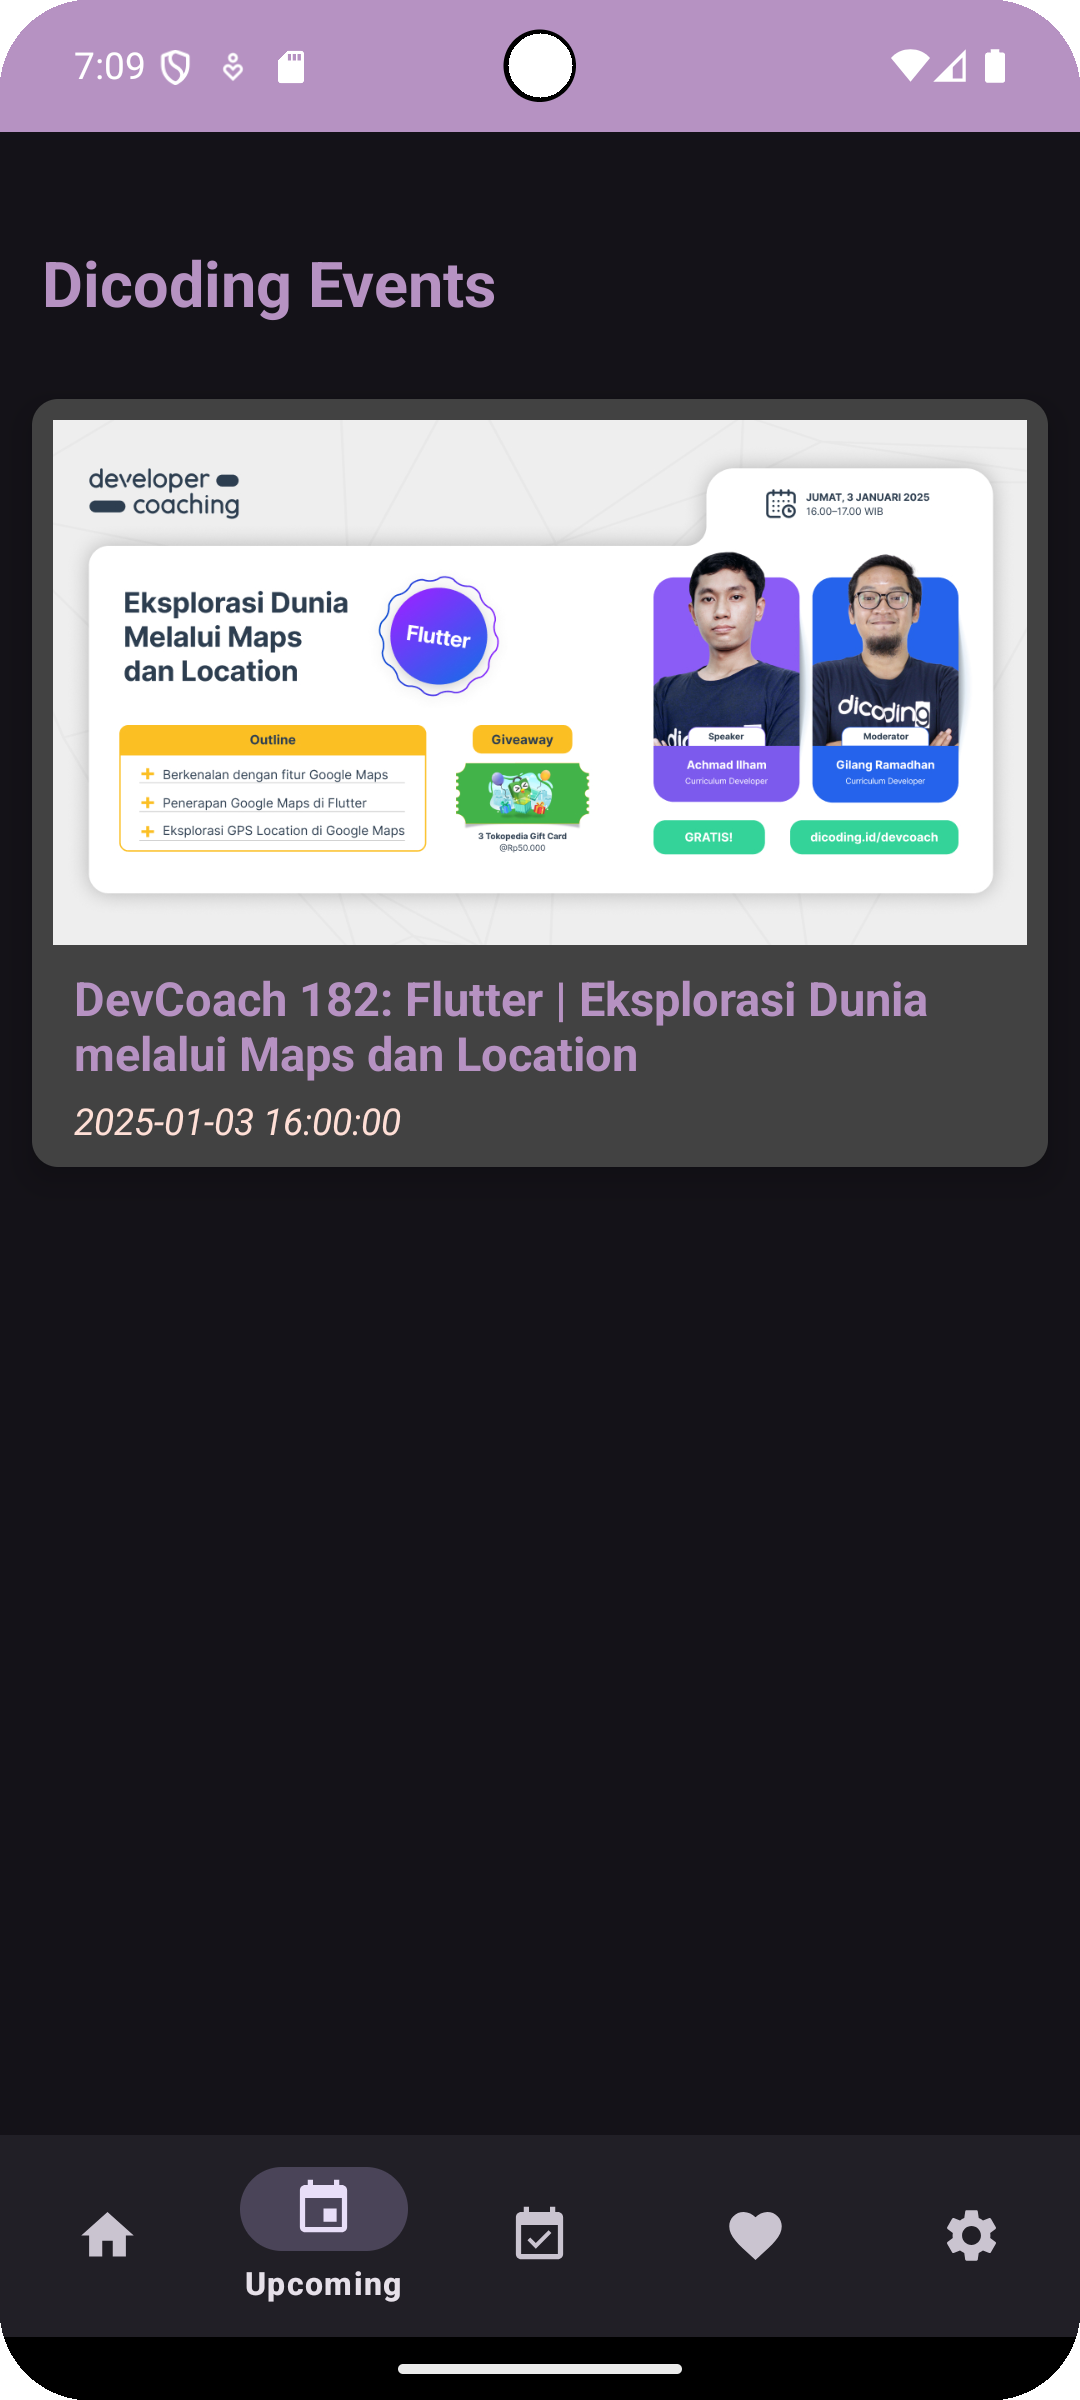 7:09
Dicoding Events
developer
coaching
JUMAT, 3 JANUARI 2025
16.00–17.00 WIB
Eksplorasi Dunia
Melalui Maps
dan Location
Flutter
Outline
Berkenalan dengan fitur Google Maps
Penerapan Google Maps di Flutter
Eksplorasi GPS Location di Google Maps
Giveaway
3 Tokopedia Gift Card
@Rp50.000
dicoding
Speaker
Achmad Ilham
Curriculum Developer
Moderator
Gilang Ramadhan
Curriculum Developer
GRATIS!
dicoding.id/devcoach
DevCoach 182: Flutter | Eksplorasi Dunia
melalui Maps dan Location
2025-01-03 16:00:00
Upcoming